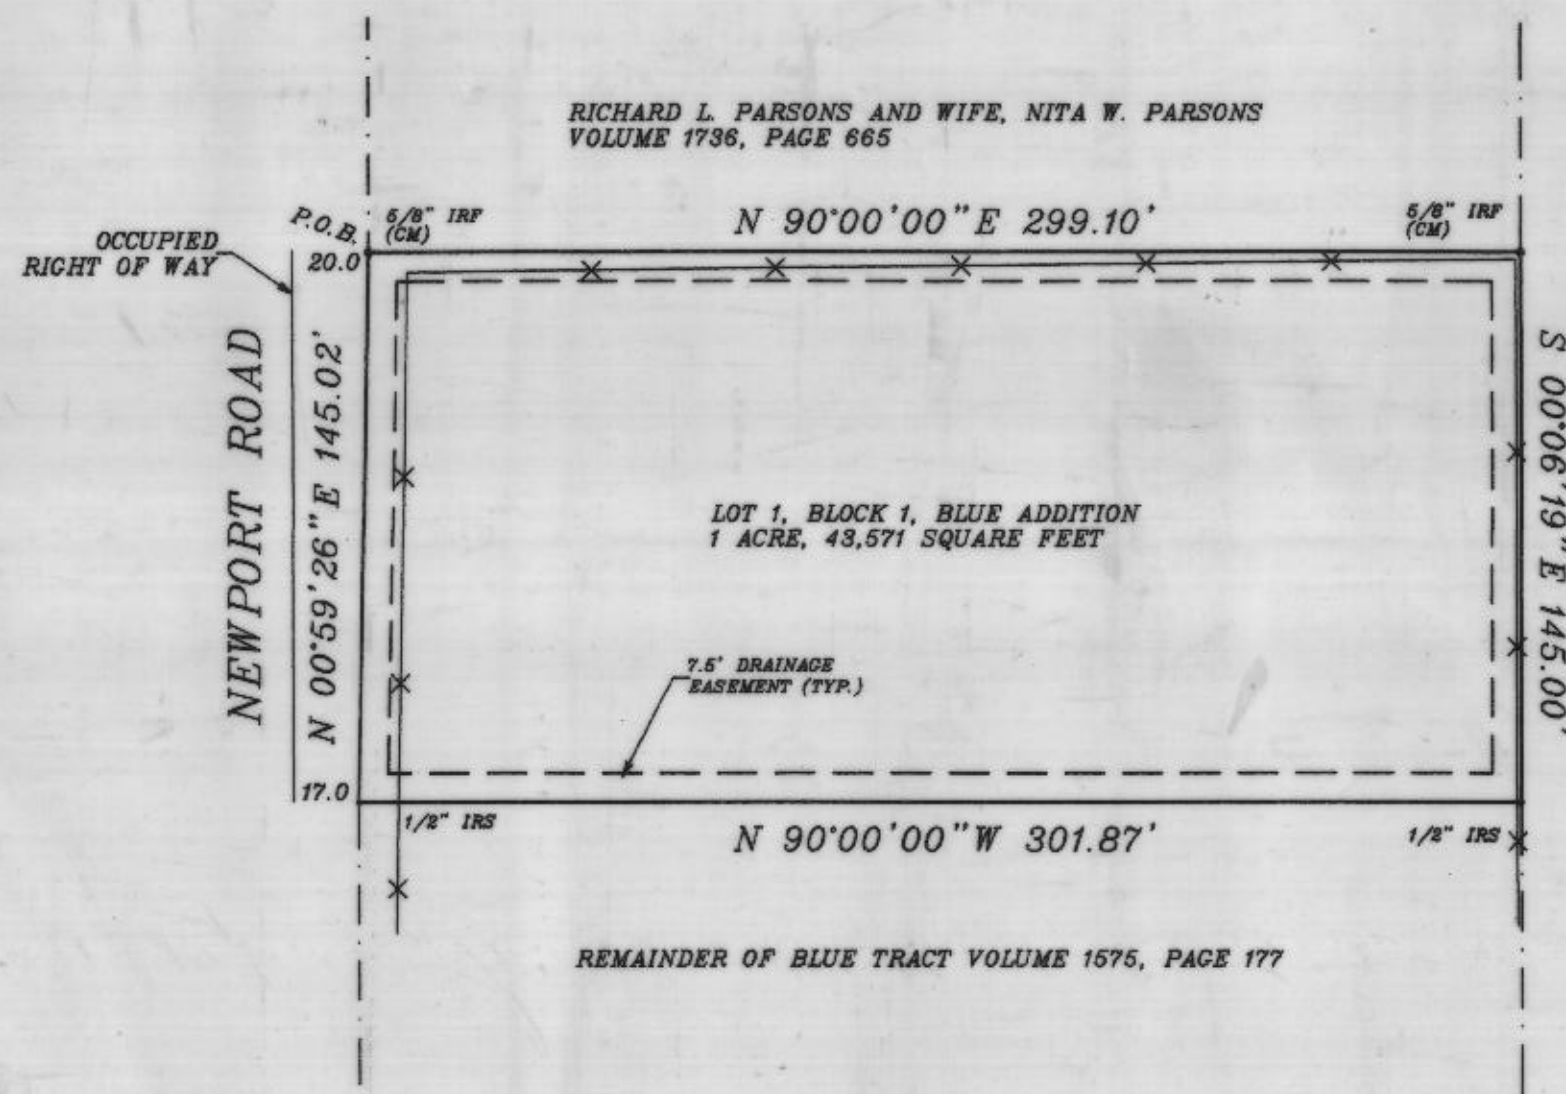 RICHARD L. PARSONS AND WIFE, NITA W. PARSONS
VOLUME 1736, PAGE 665
P.O.B.
5/8" IRF
(CM)
N 90°00'00"E 299.10'
5/8" IRF
(CM)
OCCUPIED
RIGHT OF WAY
20.0
NEWPORT ROAD
N 00°59'26"E 145.02'
S 00°06'19"E 145.00'
LOT 1, BLOCK 1, BLUE ADDITION
1 ACRE, 43,571 SQUARE FEET
7.5' DRAINAGE
EASEMENT (TYP.)
17.0
1/2" IRS
N 90°00'00"W 301.87'
1/2" IRS
REMAINDER OF BLUE TRACT VOLUME 1575, PAGE 177